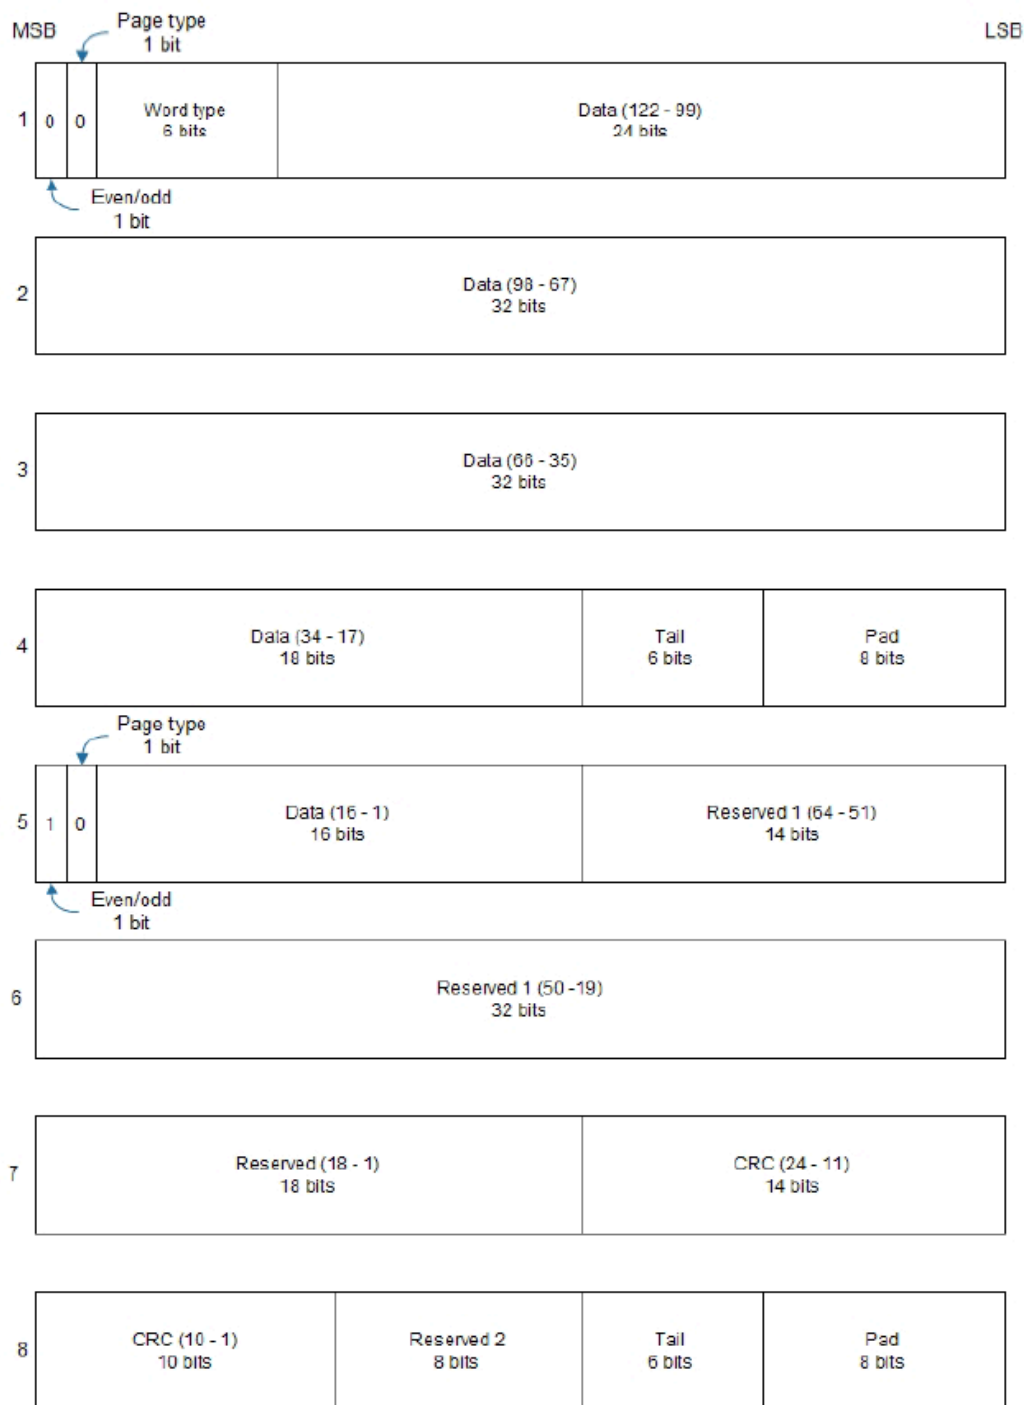 MSB
Page type
1 bit
LSB
1
0
0
Word type
6 bits
Data (122 - 99)
24 bits
Even/odd
1 bit
2
Data (98 - 67)
32 bits
3
Data (66 - 35)
32 bits
4
Data (34 - 17)
18 bits
Tail
6 bits
Pad
8 bits
Page type
1 bit
5
1
0
Data (16 - 1)
16 bits
Reserved 1 (64 - 51)
14 bits
Even/odd
1 bit
6
Reserved 1 (50 -19)
32 bits
7
Reserved (18 - 1)
18 bits
CRC (24 - 11)
14 bits
8
CRC (10 - 1)
10 bits
Reserved 2
8 bits
Tail
6 bits
Pad
8 bits